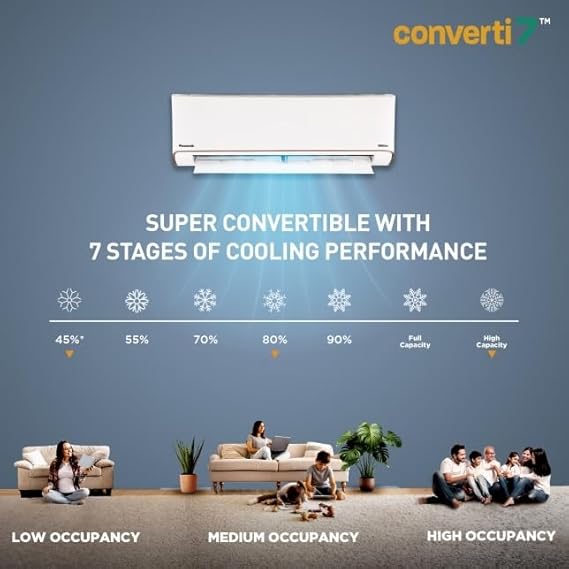 converti7™
Panasonic
SUPER CONVERTIBLE WITH
7 STAGES OF COOLING PERFORMANCE
45%*
55%
70%
80%
90%
Full
Capacity
High
Capacity
LOW OCCUPANCY
MEDIUM OCCUPANCY
HIGH OCCUPANCY